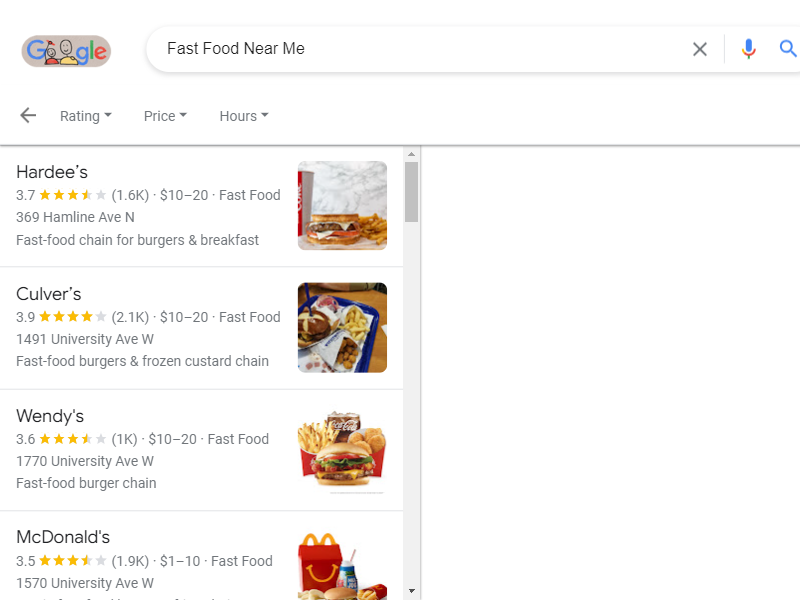 Google
Fast Food Near Me
Rating
Price
Hours
Hardee's
3.7 (1.6K) · $10–20 · Fast Food
369 Hamline Ave N
Fast-food chain for burgers & breakfast
Culver's
3.9 (2.1K) · $10–20 · Fast Food
1491 University Ave W
Fast-food burgers & frozen custard chain
Wendy's
3.6 (1K) · $10–20 · Fast Food
1770 University Ave W
Fast-food burger chain
McDonald's
3.5 (1.9K) · $1–10 · Fast Food
1570 University Ave W